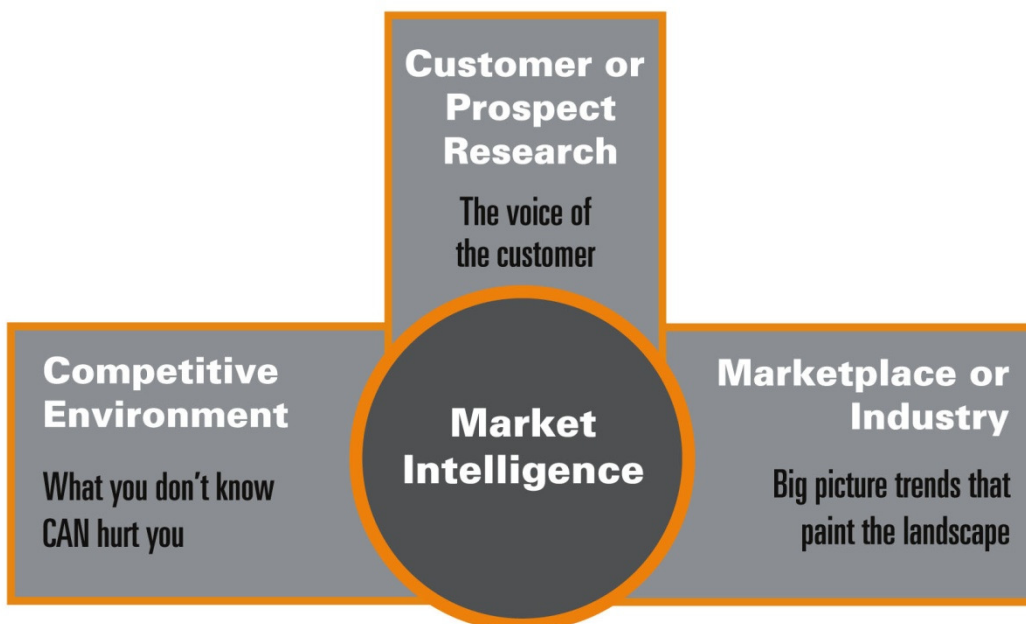 Customer or
Prospect
Research
The voice of
the customer
Competitive
Environment
What you don’t know
CAN hurt you
Market
Intelligence
Marketplace or
Industry
Big picture trends that
paint the landscape